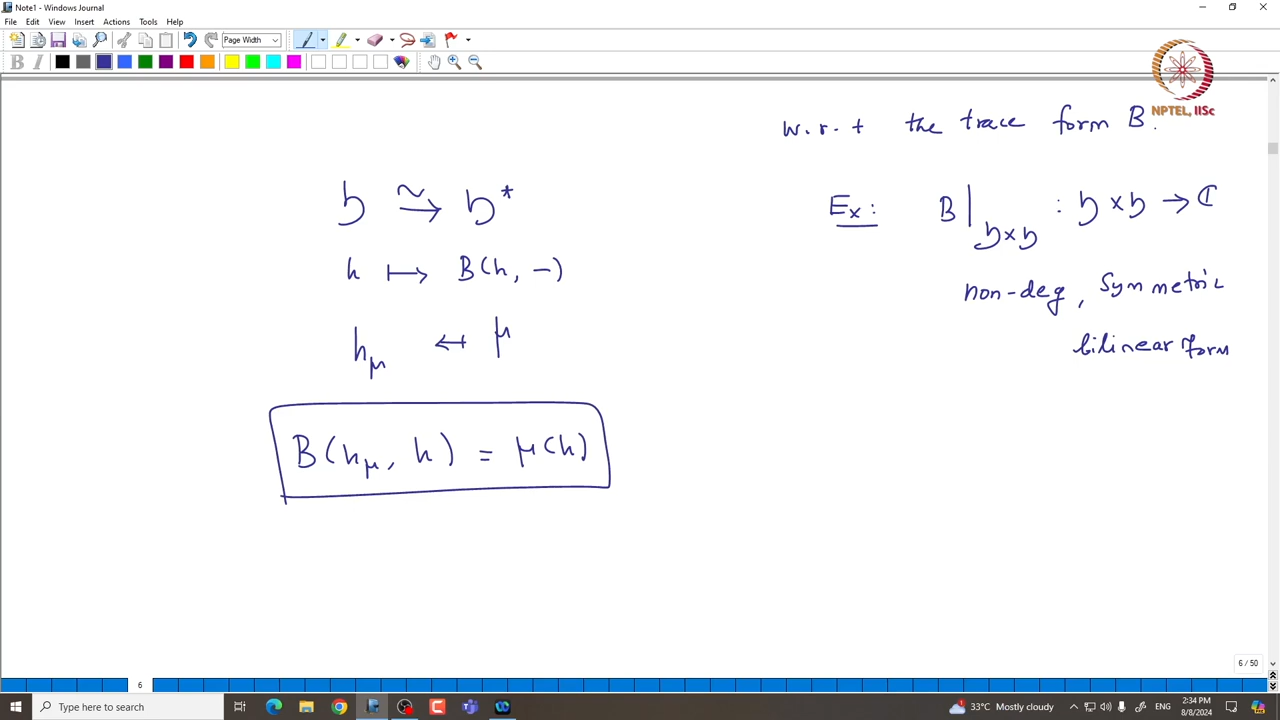 Note1 - Windows Journal
File Edit View Insert Actions Tools Help
Page Width
B I
NPTEL, IISc
w.r.t the trace form B.
𝔥 ⥲ 𝔥*
h ↦ B(h, −)
h_μ ↤ μ
B(h_μ, h) = μ(h)
Ex: B|_{𝔥×𝔥} : 𝔥×𝔥 → ℂ
non-deg, symmetric
bilinear form
6 / 50
6
Type here to search
33°C Mostly cloudy
2:34 PM
8/8/2024